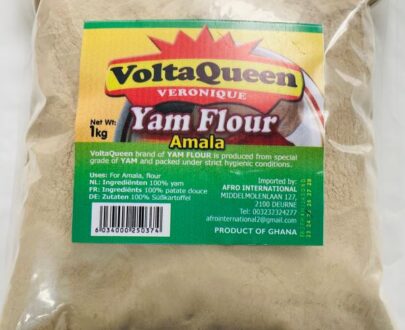 VoltaQueen
VERONIQUE
Net Wt:
1kg
Yam Flour
Amala
VoltaQueen brand of YAM FLOUR is produced from special
grade of YAM and packed under strict hygienic conditions.
Uses: For Amala, flour
NL: Ingrediënten 100% yam
FR: Ingrédients 100% patate douce
DE: Zutaten 100% Süßkartoffel
6034000250374
Imported by:
AFRO INTERNATIONAL
MIDDELMOLENLAAN 127,
2100 DEURNE
Tel: 003232324277
afrointernational2@gmail.com
PRODUCT OF GHANA